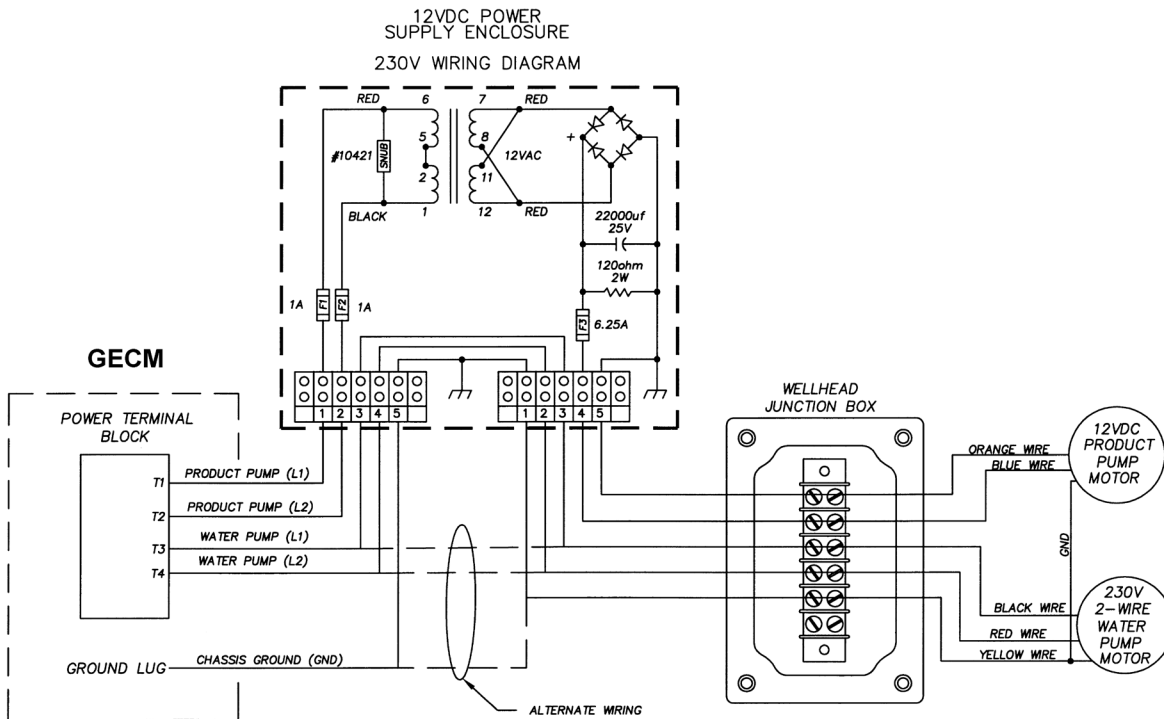 12VDC POWER
SUPPLY ENCLOSURE
230V WIRING DIAGRAM
RED
6
7
RED
5
8
+
#10421
SNUB
12VAC
2
11
BLACK
1
12
RED
22000uf
25V
120ohm
2W
1A
F1
F2
1A
F3
6.25A
GECM
1
2
3
4
5
1
2
3
4
5
POWER TERMINAL
BLOCK
WELLHEAD
JUNCTION BOX
12VDC
PRODUCT
PUMP
MOTOR
ORANGE WIRE
BLUE WIRE
T1
PRODUCT PUMP (L1)
T2
PRODUCT PUMP (L2)
T3
WATER PUMP (L1)
T4
WATER PUMP (L2)
GND
BLACK WIRE
RED WIRE
YELLOW WIRE
230V
2-WIRE
WATER
PUMP
MOTOR
GROUND LUG
CHASSIS GROUND (GND)
ALTERNATE WIRING